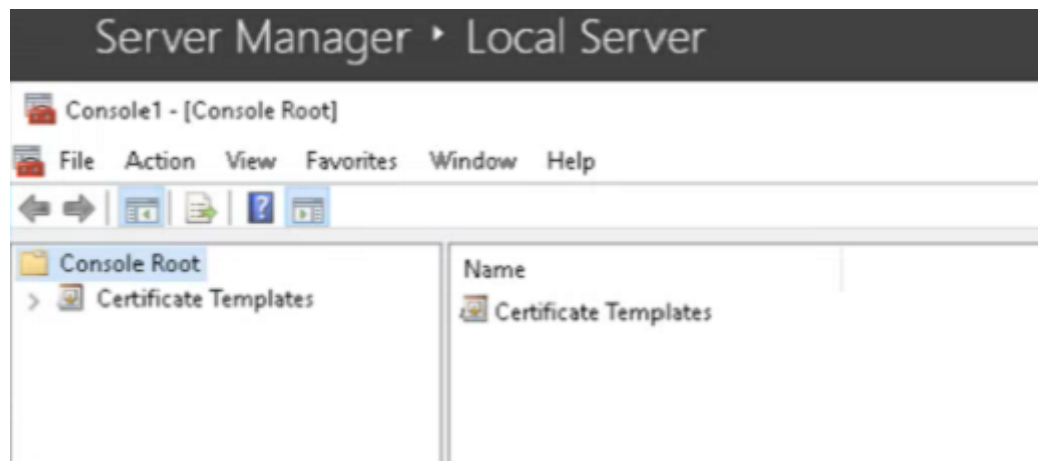 Server Manager ‣ Local Server
Console1 - [Console Root]
File Action View Favorites Window Help
Console Root
Certificate Templates
Name
Certificate Templates